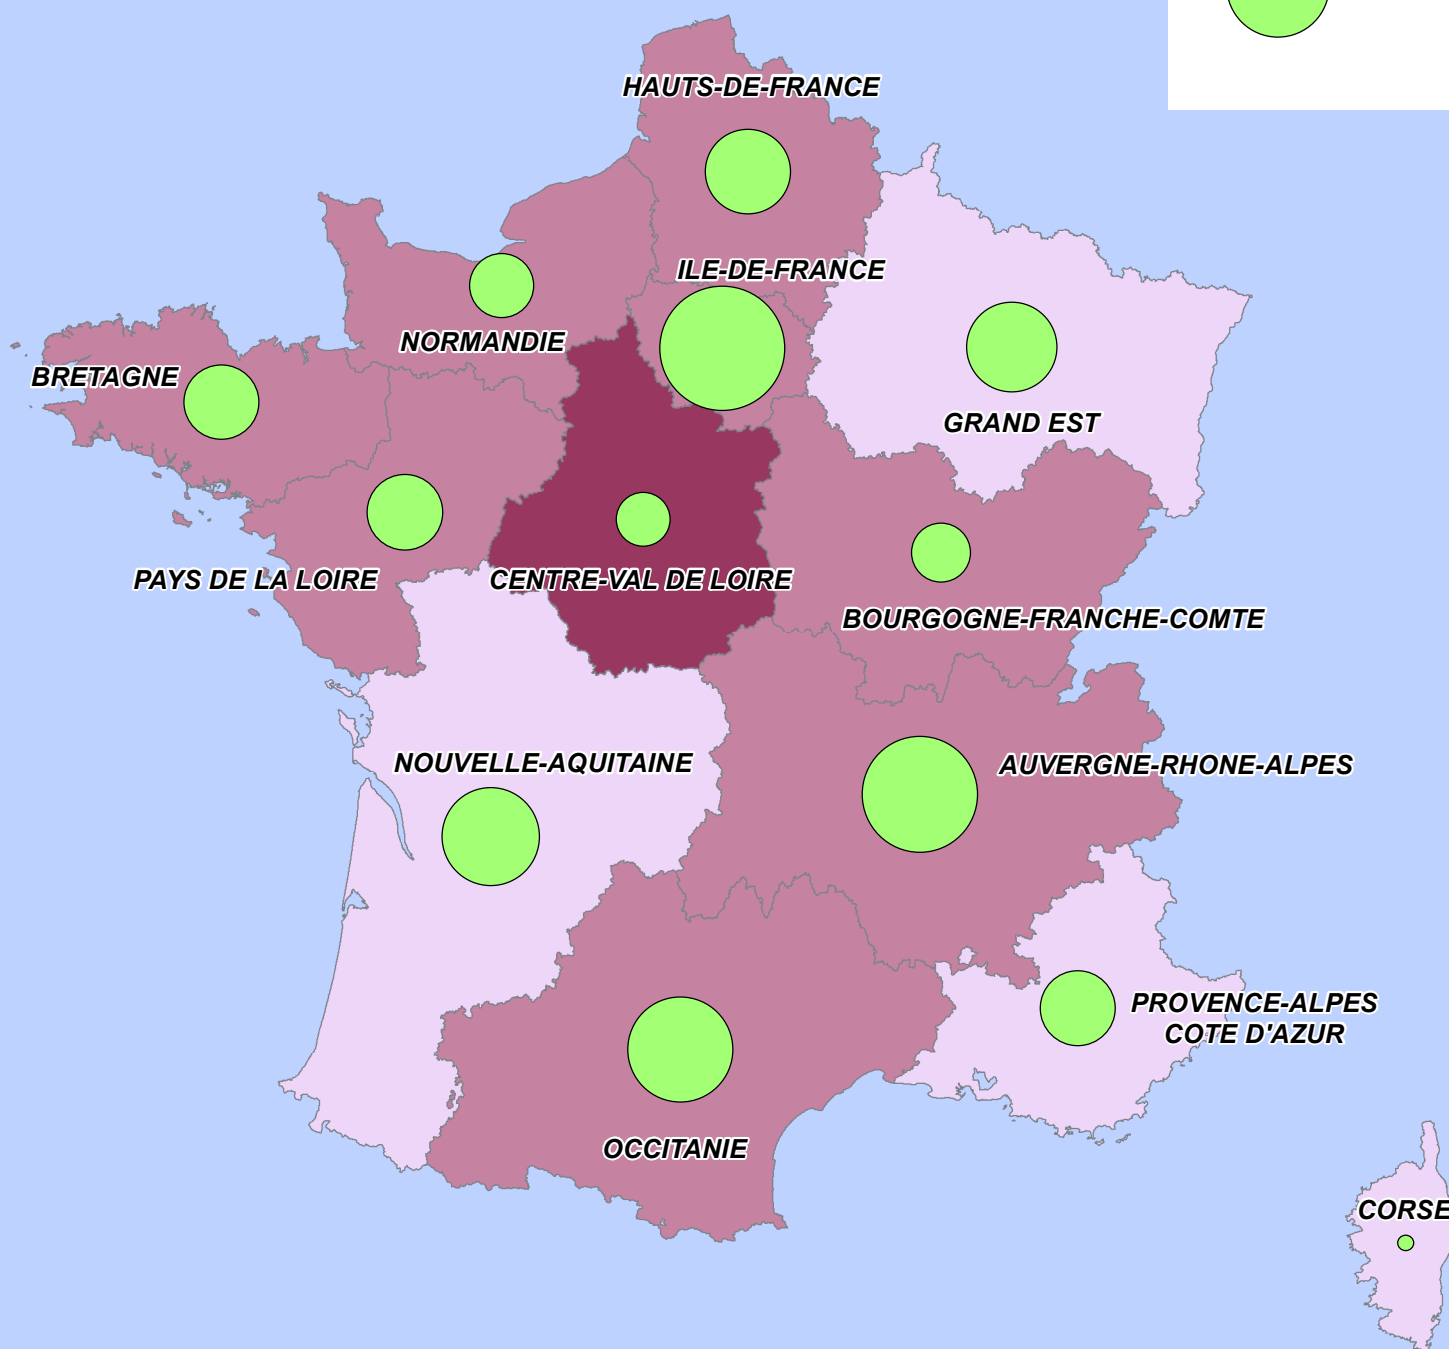 HAUTS-DE-FRANCE
ILE-DE-FRANCE
NORMANDIE
BRETAGNE
GRAND EST
PAYS DE LA LOIRE
CENTRE-VAL DE LOIRE
BOURGOGNE-FRANCHE-COMTE
NOUVELLE-AQUITAINE
AUVERGNE-RHONE-ALPES
PROVENCE-ALPES
COTE D'AZUR
OCCITANIE
CORSE